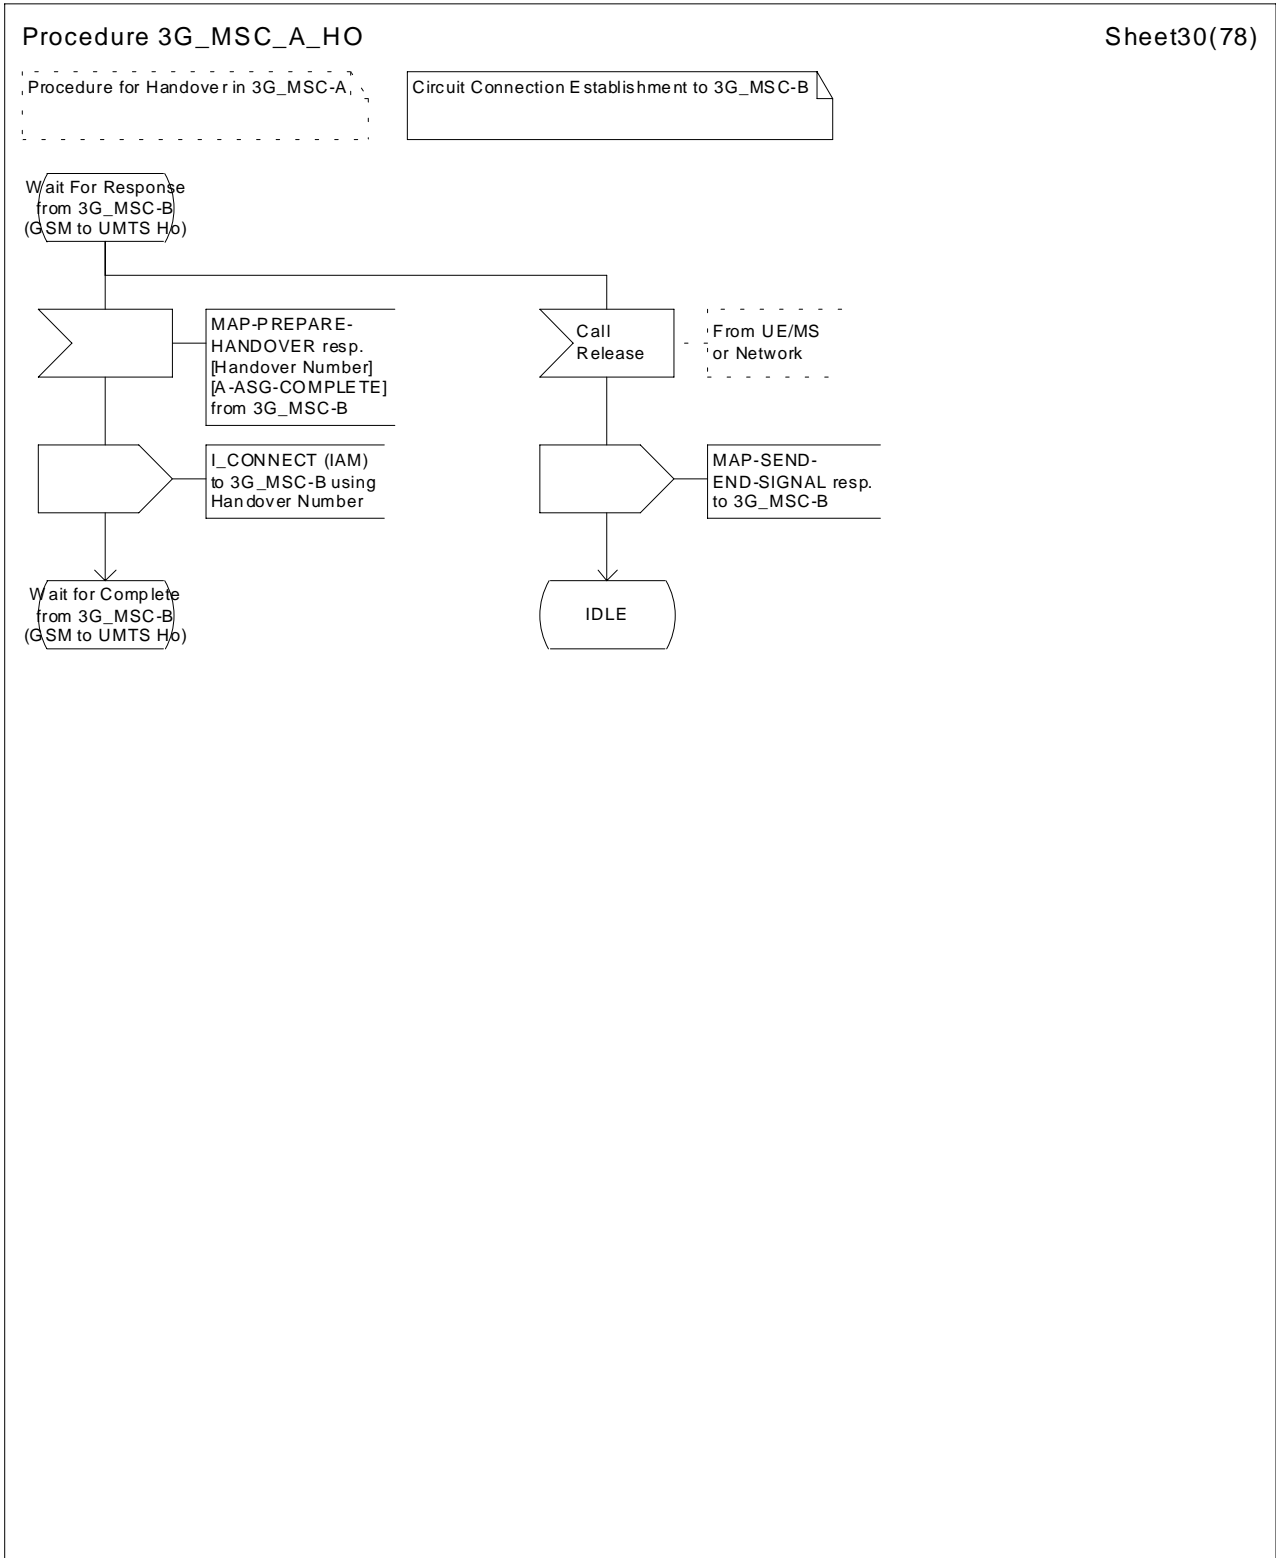 Procedure 3G_MSC_A_HO
Sheet30(78)
Procedure for Handover in 3G_MSC-A
Circuit Connection Establishment to 3G_MSC-B
Wait For Response
from 3G_MSC-B
(GSM to UMTS Ho)
MAP-PREPARE-
HANDOVER resp.
[Handover Number]
[A-ASG-COMPLETE]
from 3G_MSC-B
Call
Release
From UE/MS
or Network
I_CONNECT (IAM)
to 3G_MSC-B using
Handover Number
MAP-SEND-
END-SIGNAL resp.
to 3G_MSC-B
Wait for Complete
from 3G_MSC-B
(GSM to UMTS Ho)
IDLE